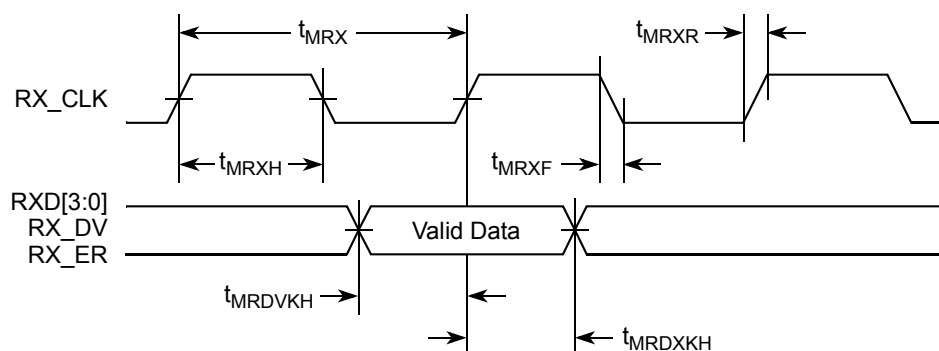 tMRX
tMRXR
RX_CLK
tMRXH
tMRXF
RXD[3:0]
RX_DV
Valid Data
RX_ER
tMRDVKH
tMRDXKH